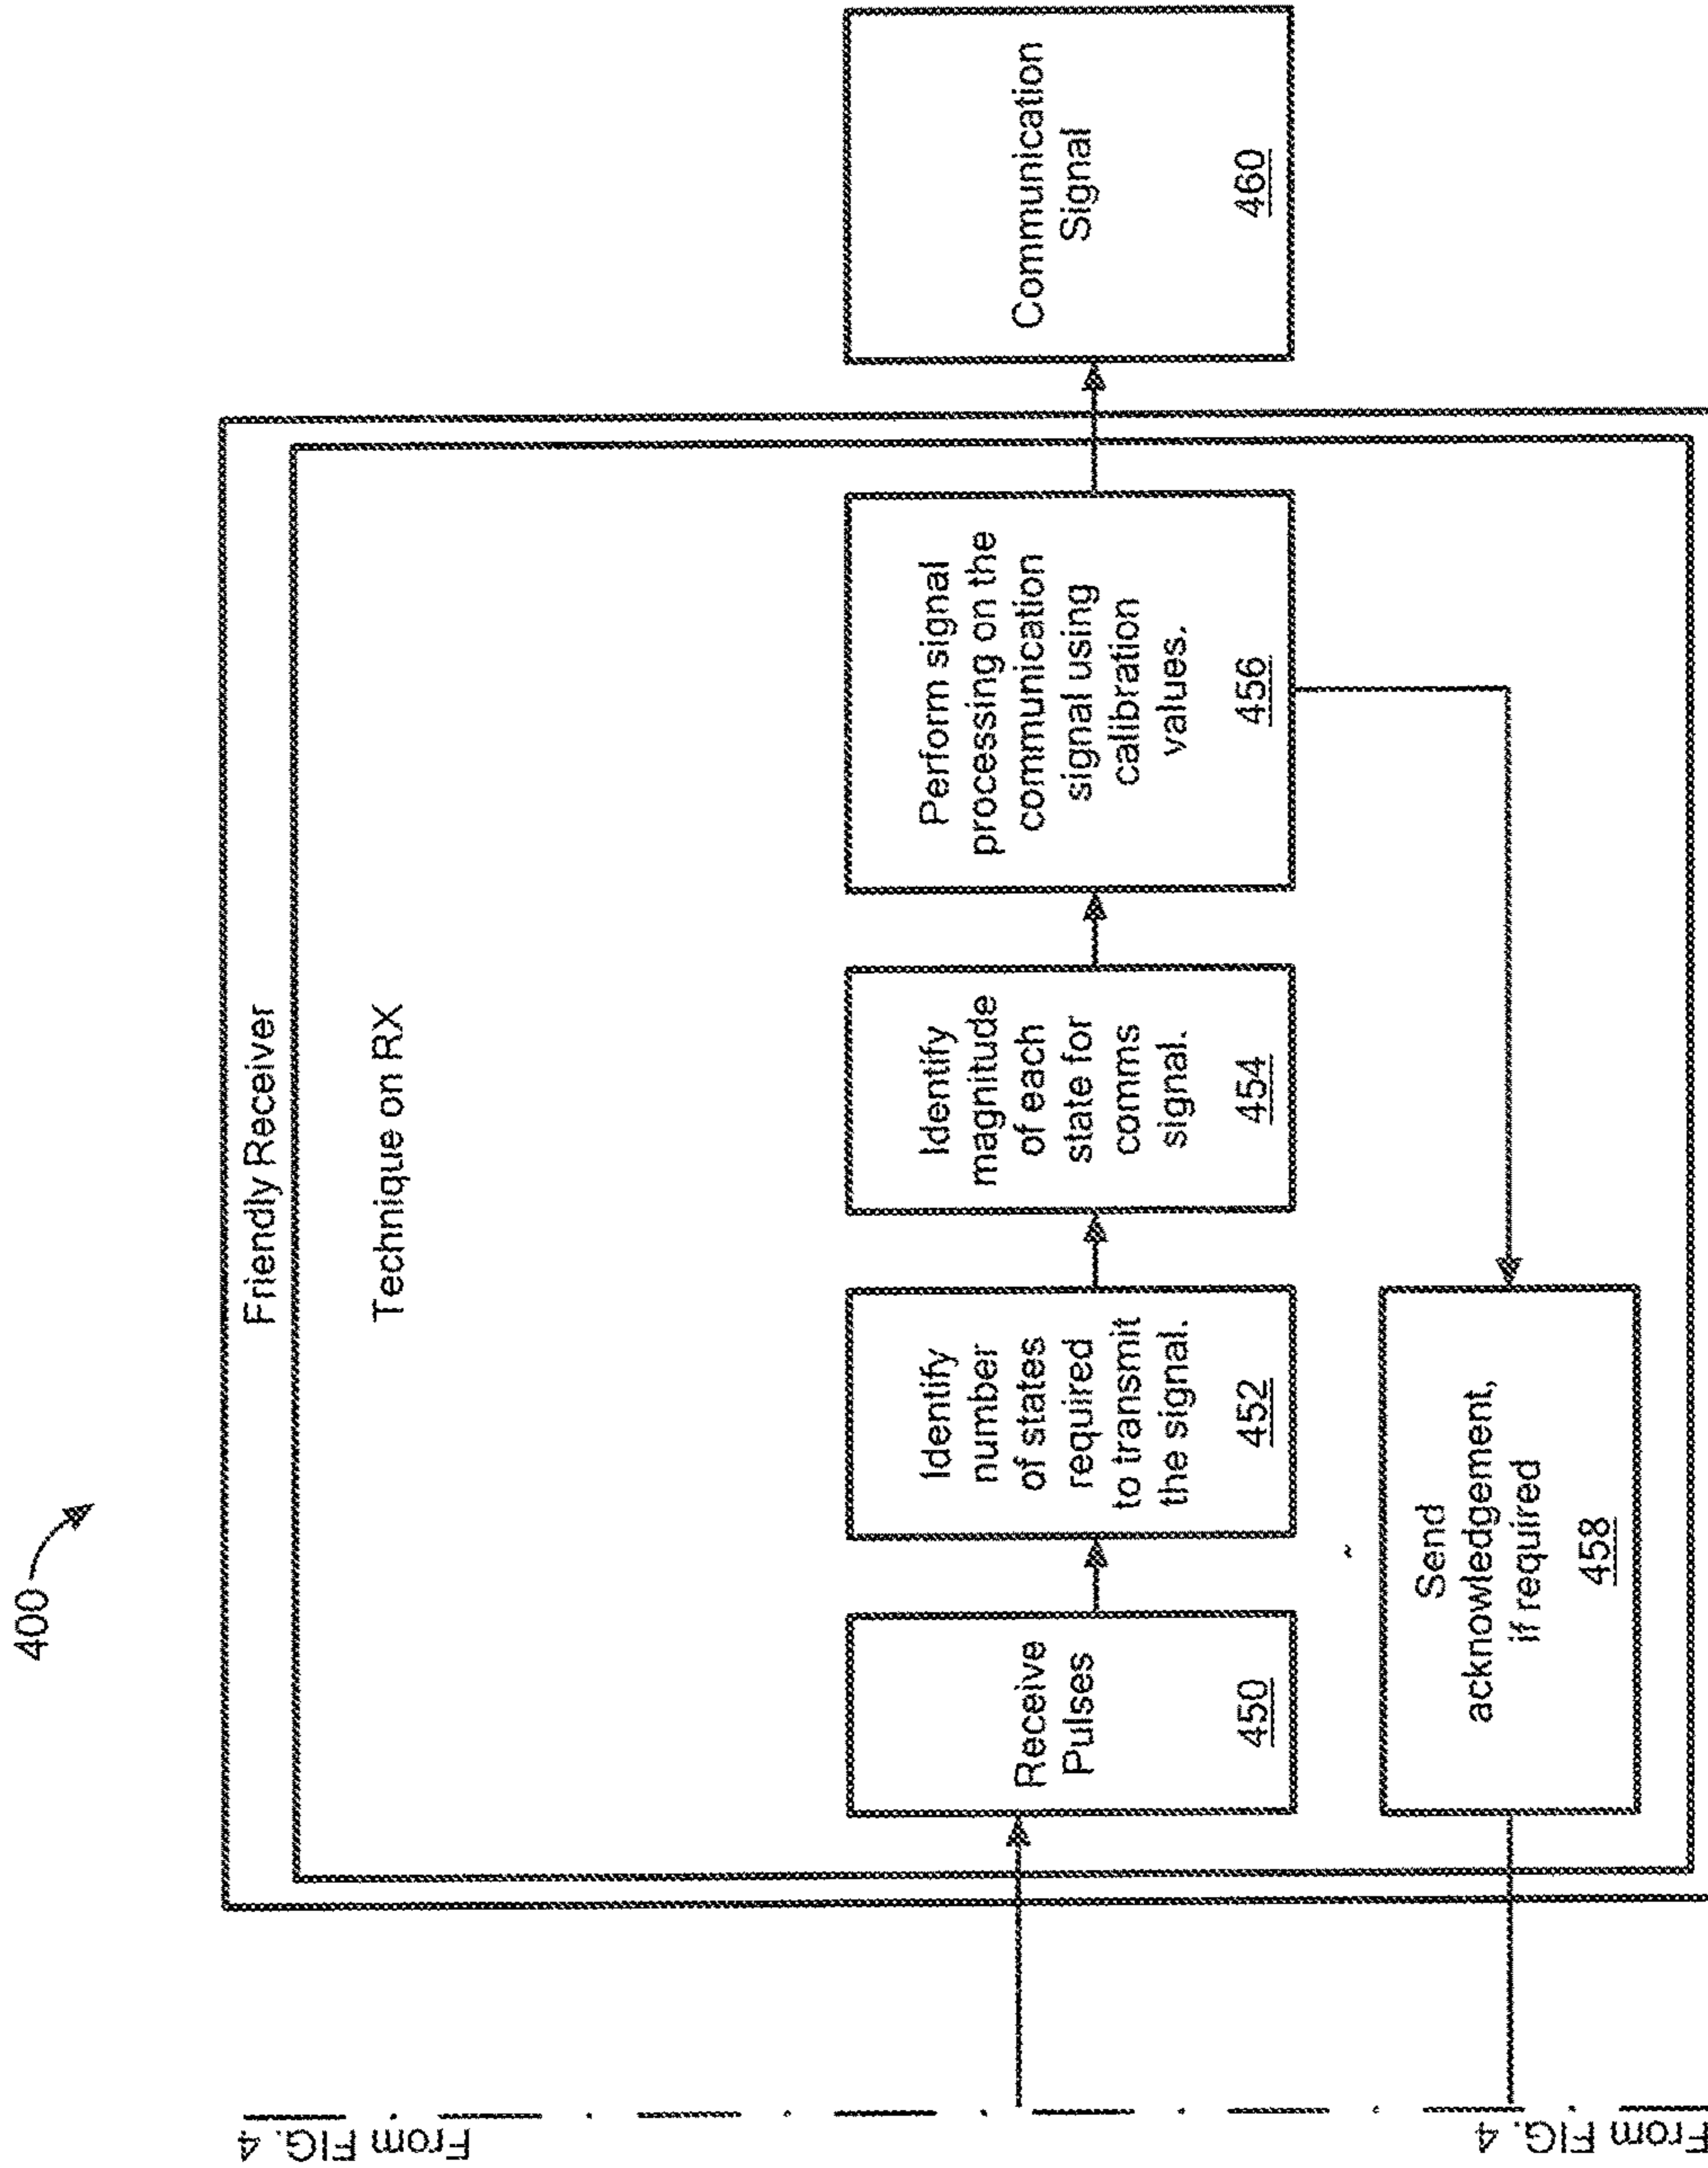 400
Friendly Receiver
Technique on RX
Receive
Pulses
450
Identify
number
of states
required
to transmit
the signal.
452
Identify
magnitude
of each
state for
comms
signal.
454
Perform signal
processing on the
communication
signal using
calibration
values.
456
Communication
Signal
460
Send
acknowledgement,
if required
458
From FIG. 4
From FIG. 4